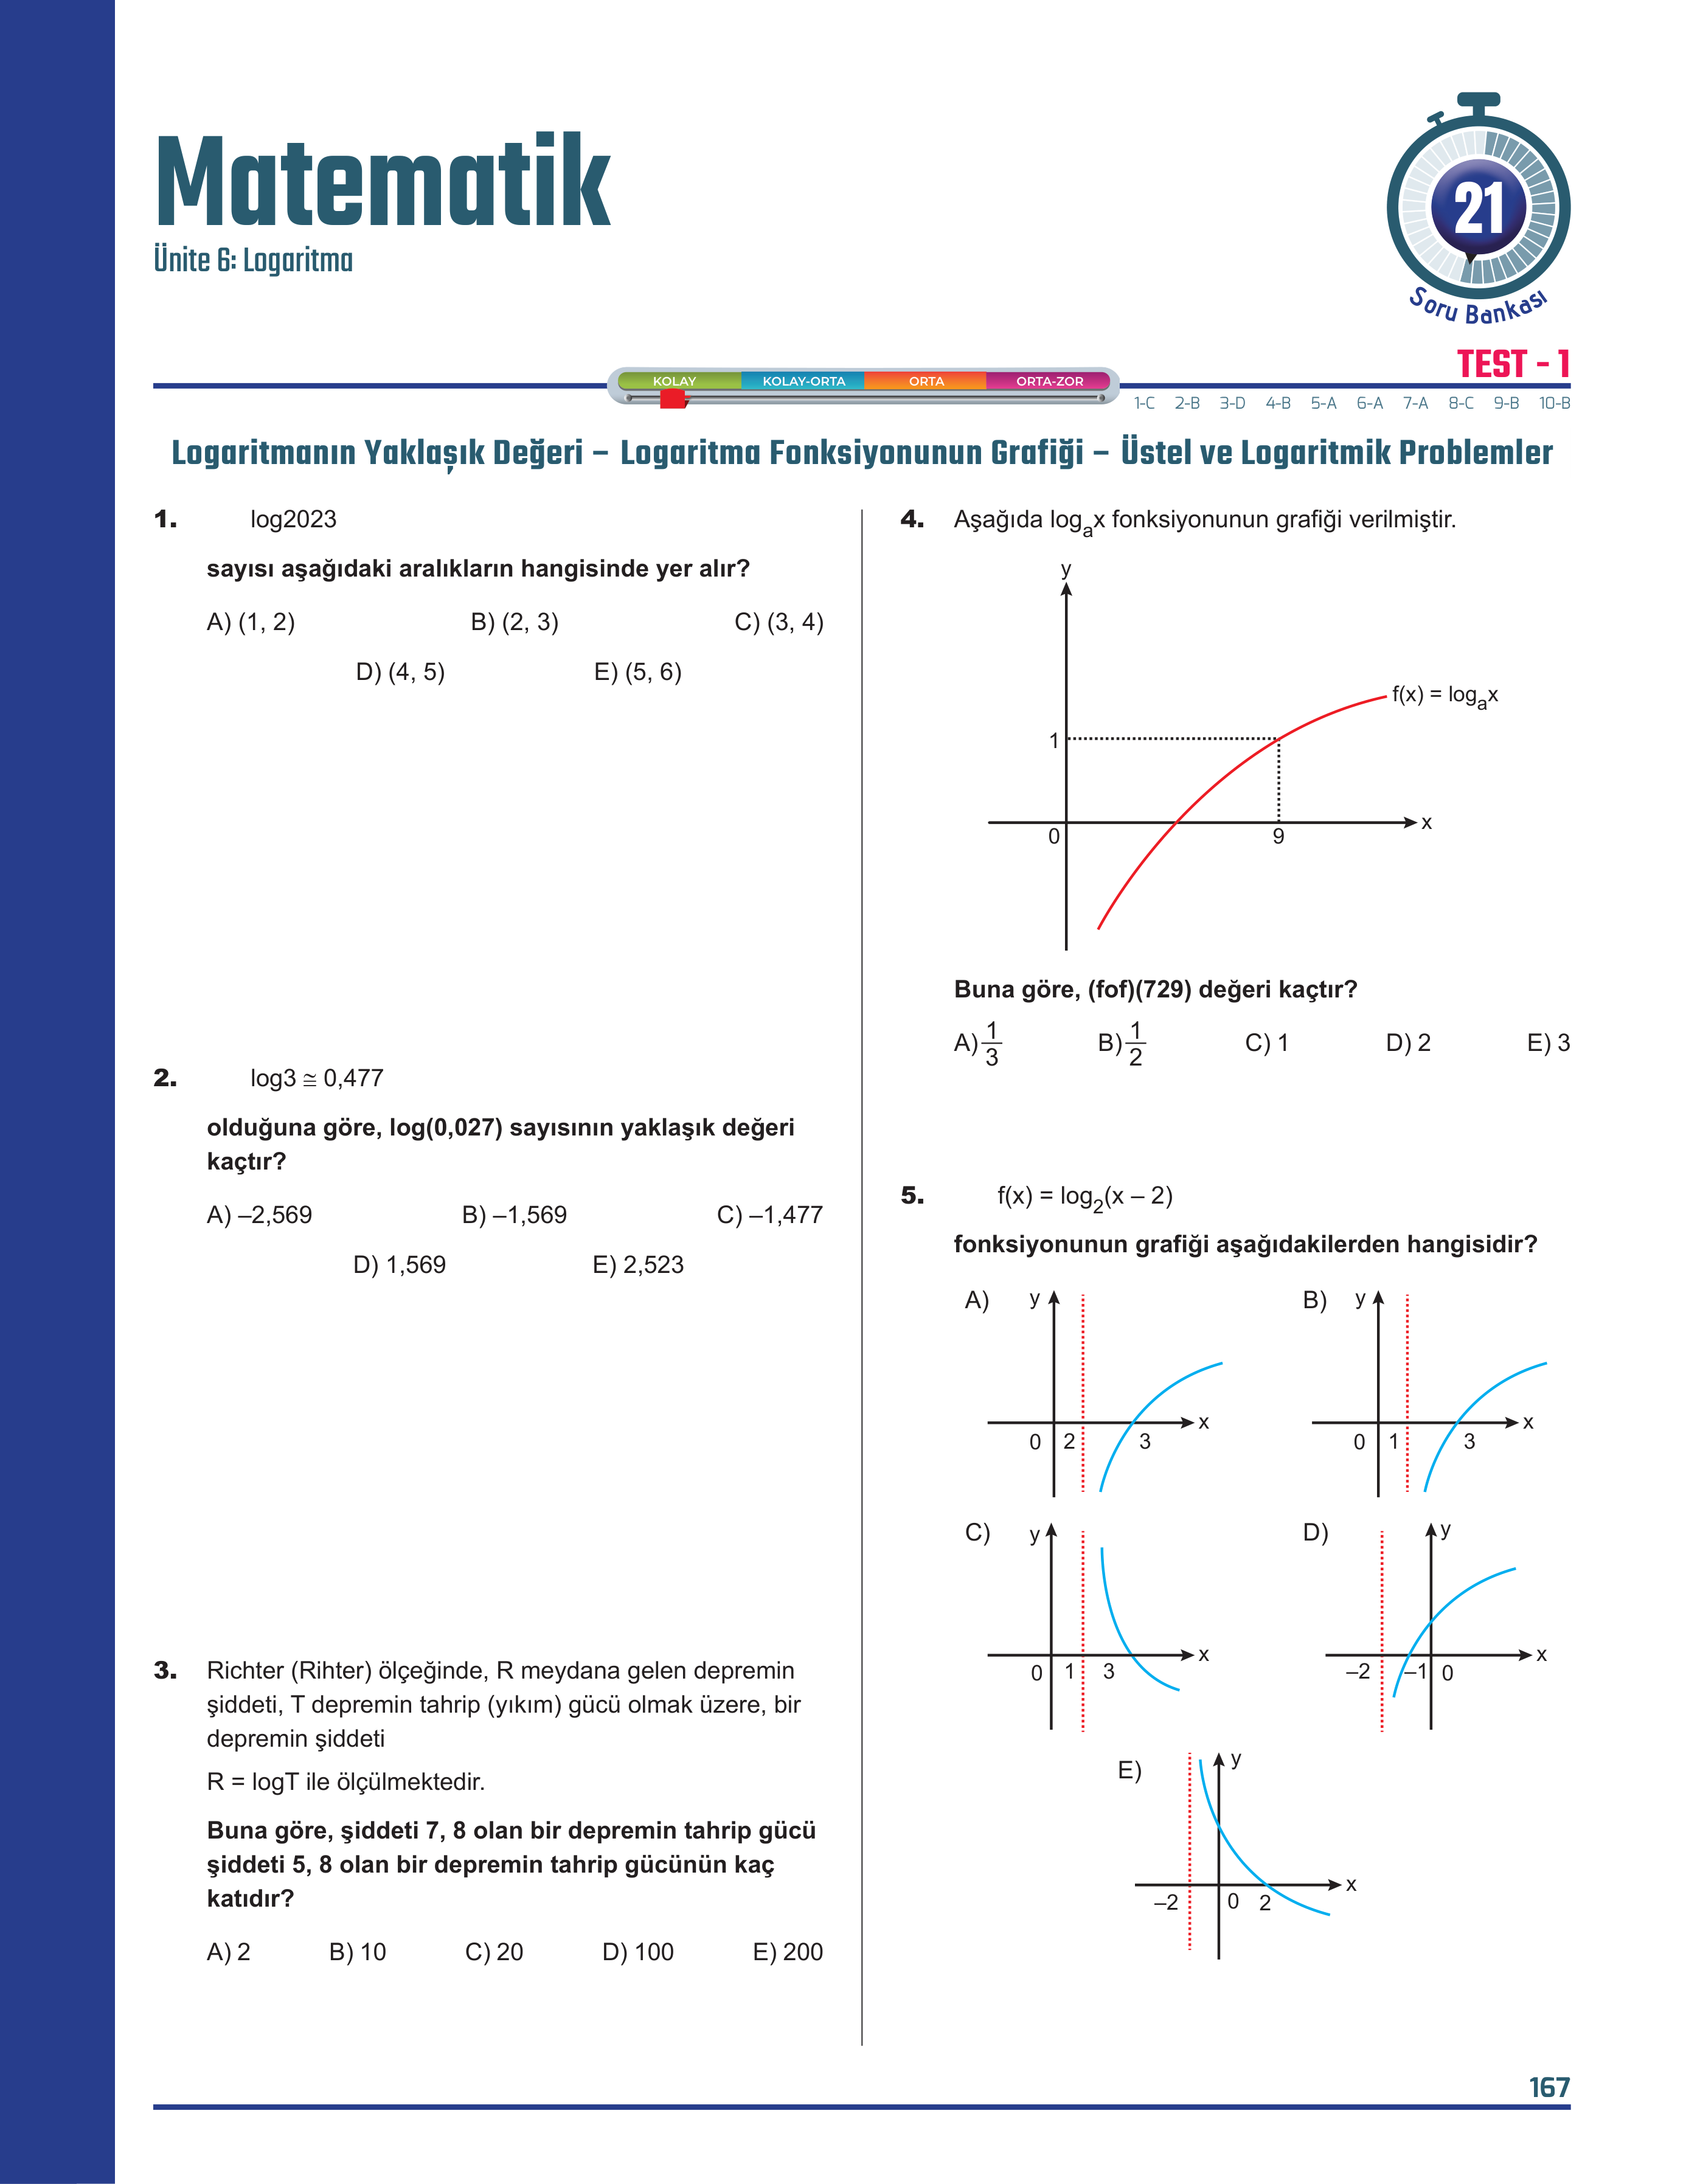 Matematik
Ünite 6: Logaritma
21
Soru Bankası
TEST - 1
KOLAY KOLAY-ORTA ORTA ORTA-ZOR
1-C 2-B 3-D 4-B 5-A 6-A 7-A 8-C 9-B 10-B
Logaritmanın Yaklaşık Değeri – Logaritma Fonksiyonunun Grafiği – Üstel ve Logaritmik Problemler
1. log2023
sayısı aşağıdaki aralıkların hangisinde yer alır?
A) (1, 2) B) (2, 3) C) (3, 4)
D) (4, 5) E) (5, 6)
2. log3 ≅ 0,477
olduğuna göre, log(0,027) sayısının yaklaşık değeri
kaçtır?
A) –2,569 B) –1,569 C) –1,477
D) 1,569 E) 2,523
3. Richter (Rihter) ölçeğinde, R meydana gelen depremin
şiddeti, T depremin tahrip (yıkım) gücü olmak üzere, bir
depremin şiddeti
R = logT ile ölçülmektedir.
Buna göre, şiddeti 7, 8 olan bir depremin tahrip gücü
şiddeti 5, 8 olan bir depremin tahrip gücünün kaç
katıdır?
A) 2 B) 10 C) 20 D) 100 E) 200
4. Aşağıda logₐx fonksiyonunun grafiği verilmiştir.
y
f(x) = logₐx
1
x
0 9
Buna göre, (fof)(729) değeri kaçtır?
A) 1/3 B) 1/2 C) 1 D) 2 E) 3
5. f(x) = log₂(x – 2)
fonksiyonunun grafiği aşağıdakilerden hangisidir?
A) y x 0 2 3
B) y x 0 1 3
C) y x 0 1 3
D) y x –2 –1 0
E) y x –2 0 2
167